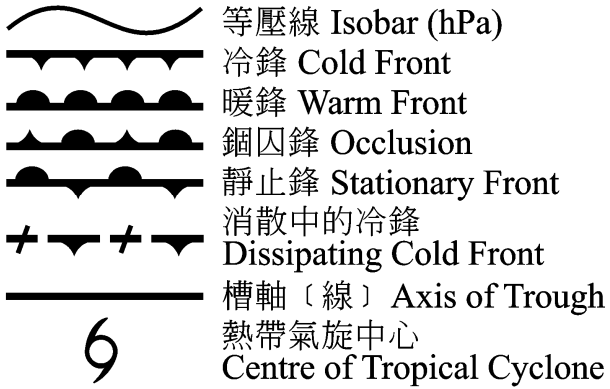 等壓線 Isobar (hPa)
冷鋒 Cold Front
暖鋒 Warm Front
錮囚鋒 Occlusion
靜止鋒 Stationary Front
消散中的冷鋒
Dissipating Cold Front
槽軸﹝線﹞ Axis of Trough
熱帶氣旋中心
Centre of Tropical Cyclone